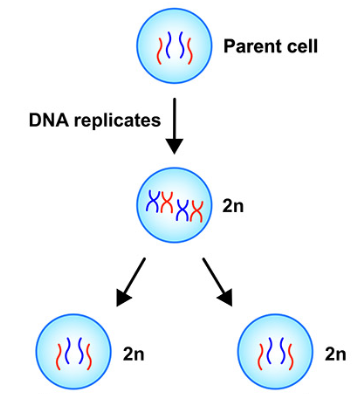 Parent cell
DNA replicates
2n
2n
2n